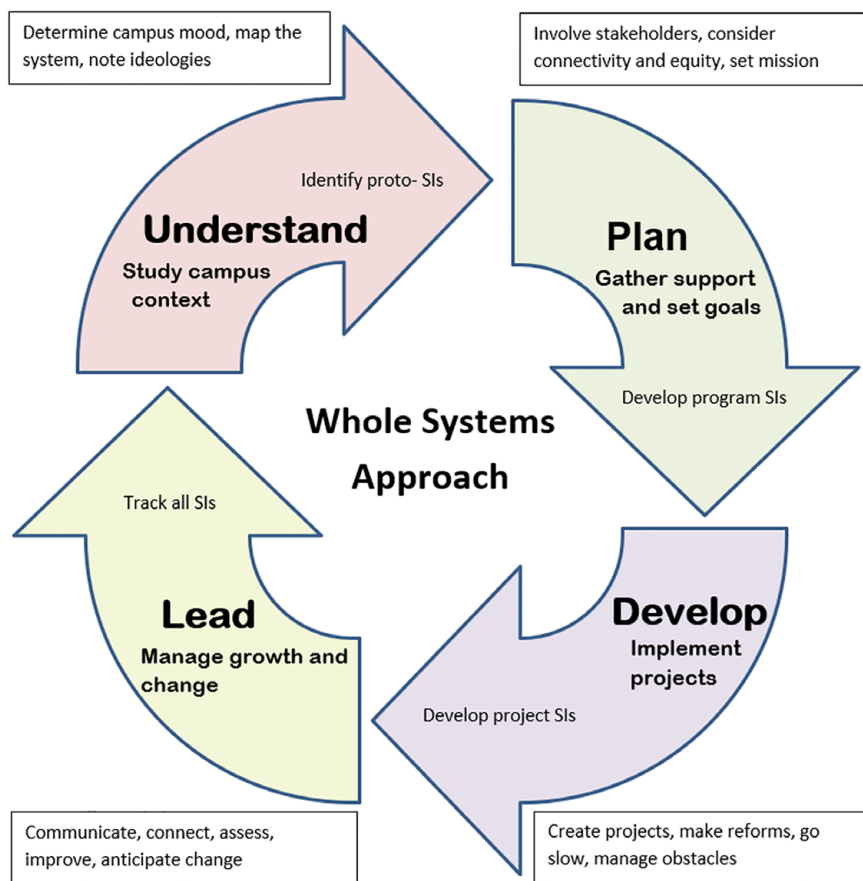 Determine campus mood, map the
system, note ideologies
Involve stakeholders, consider
connectivity and equity, set mission
Identify proto- SIs
Understand
Study campus
context
Plan
Gather support
and set goals
Develop program SIs
Whole Systems
Approach
Track all SIs
Lead
Manage growth and
change
Develop
Implement
projects
Develop project SIs
Communicate, connect, assess,
improve, anticipate change
Create projects, make reforms, go
slow, manage obstacles